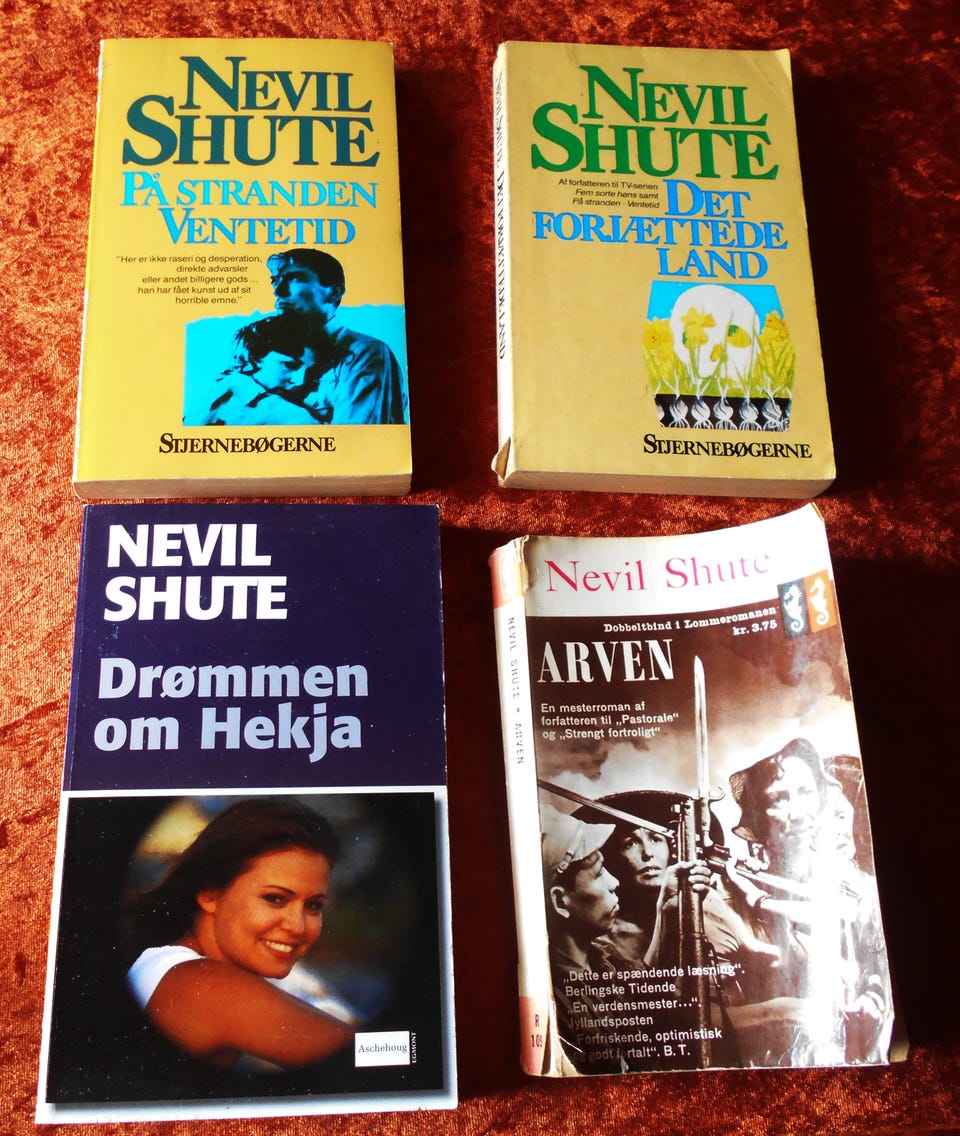 NEVIL
SHUTE
PÅ STRANDEN
VENTETID
"Her er ikke raseri og desperation,
direkte advarsler
eller andet billigere gods ...
han har fået kunst ud af sit
horrible emne."
STJERNEBØGERNE
NEVIL
SHUTE
Af forfatteren til TV-serien
Fem sorte høns samt
På stranden - Ventetid
DET
FORJÆTTEDE
LAND
STJERNEBØGERNE
NEVIL
SHUTE
Drømmen
om Hekja
Aschehoug
EGMONT
Nevil Shute
Dobbeltbind i Lommeromanen
kr. 3.75
ARVEN
En mesterroman af
forfatteren til „Pastorale"
og „Strengt fortroligt"
„Dette er spændende læsning".
Berlingske Tidende
„En verdensmester..."
Jyllandsposten
Forfriskende, optimistisk
og godt fortalt". B.T.
NEVIL SHUTE * ARVEN
R
109